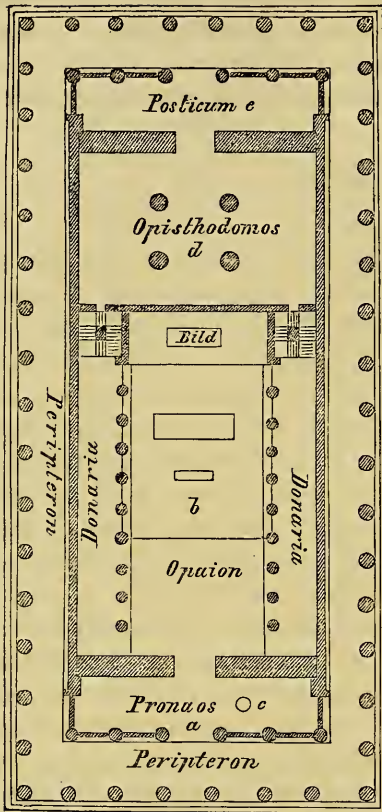 Posticum e
Opisthodomos
d
Bild
Peripteron
Donaria
Donaria
b
Opaion
Pronaos c
a
Peripteron